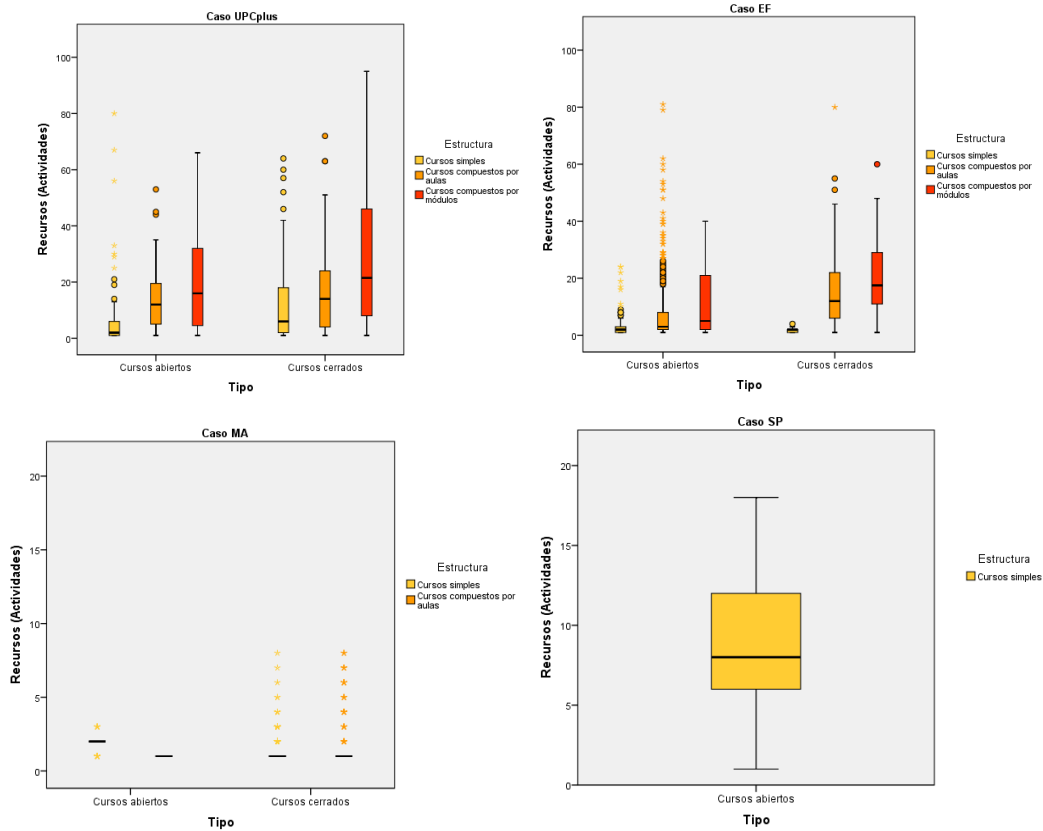 Caso UPCplus
100
80
60
40
20
0
Recursos (Actividades)
Cursos abiertos
Cursos cerrados
Tipo
Estructura
Cursos simples
Cursos compuestos por
aulas
Cursos compuestos por
módulos
Caso EF
100
80
60
40
20
0
Recursos (Actividades)
Cursos abiertos
Cursos cerrados
Tipo
Estructura
Cursos simples
Cursos compuestos por
aulas
Cursos compuestos por
módulos
Caso MA
20
15
10
5
0
Recursos (Actividades)
Cursos abiertos
Cursos cerrados
Tipo
Estructura
Cursos simples
Cursos compuestos por
aulas
Caso SP
20
15
10
5
0
Recursos (Actividades)
Cursos abiertos
Tipo
Estructura
Cursos simples